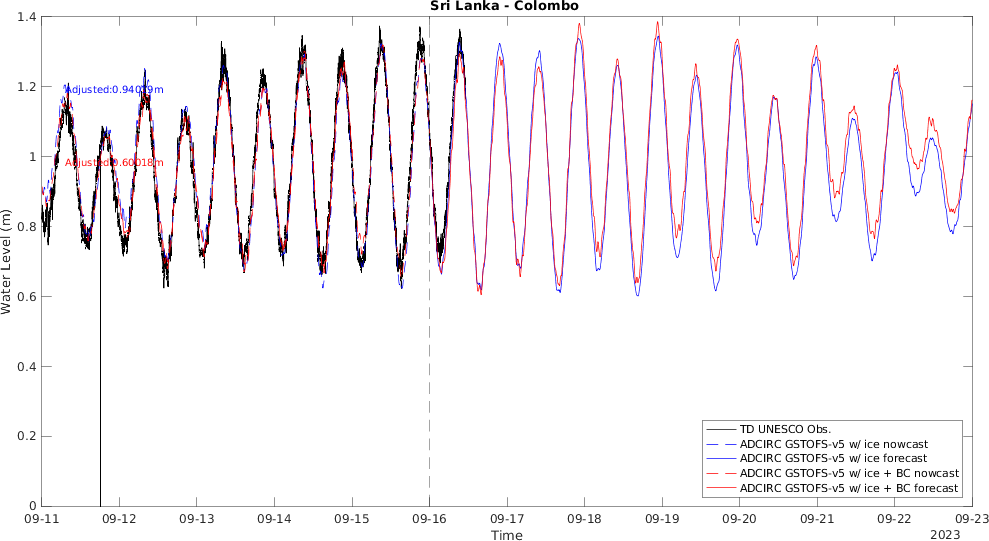 Sri Lanka - Colombo
1.4
1.2
1
0.8
0.6
0.4
0.2
0
Water Level (m)
Adjusted:0.94019m
Adjusted:0.60018m
TD UNESCO Obs.
ADCIRC GSTOFS-v5 w/ ice nowcast
ADCIRC GSTOFS-v5 w/ ice forecast
ADCIRC GSTOFS-v5 w/ ice + BC nowcast
ADCIRC GSTOFS-v5 w/ ice + BC forecast
09-11 09-12 09-13 09-14 09-15 09-16 09-17 09-18 09-19 09-20 09-21 09-22 09-23
Time
2023